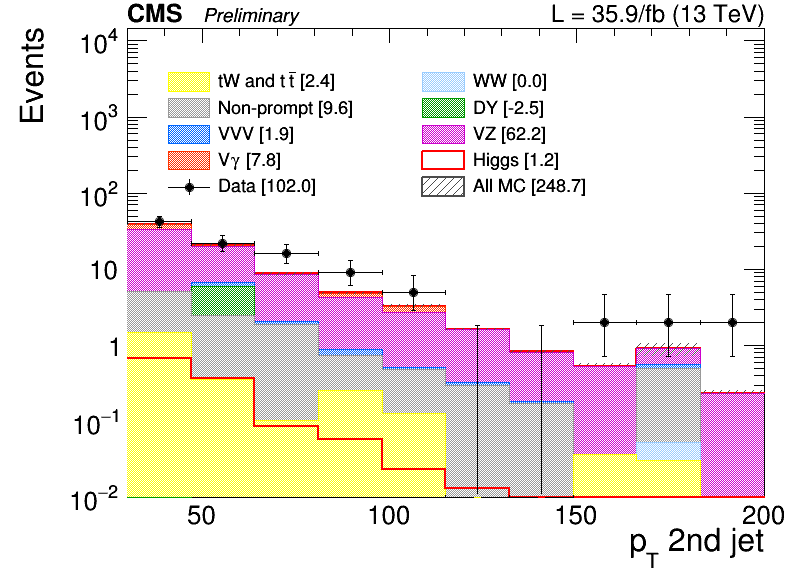 CMS Preliminary L = 35.9/fb (13 TeV)
Events
10⁴
10³
10²
10
1
10⁻¹
10⁻²
tW and tt̅ [2.4]
Non-prompt [9.6]
VVV [1.9]
Vγ [7.8]
Data [102.0]
WW [0.0]
DY [-2.5]
VZ [62.2]
Higgs [1.2]
All MC [248.7]
50 100 150 200
p_T 2nd jet